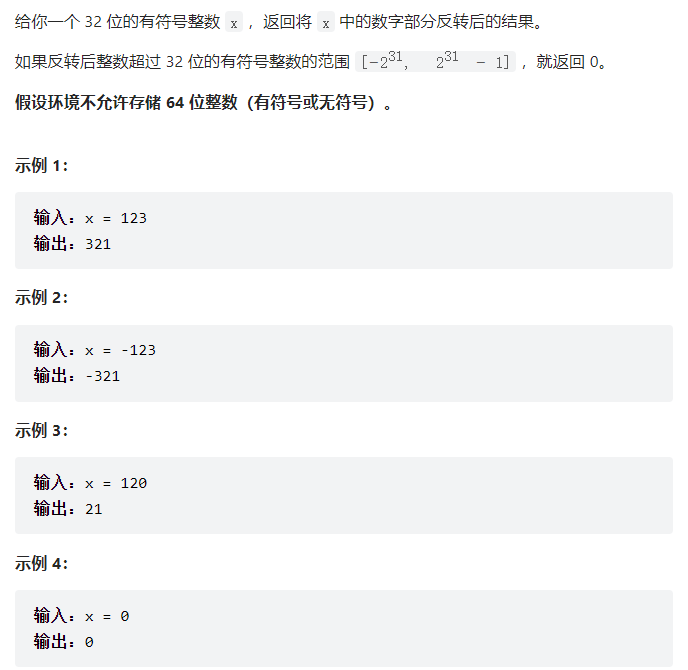 给你一个 32 位的有符号整数 x ，返回将 x 中的数字部分反转后的结果。
如果反转后整数超过 32 位的有符号整数的范围 [−2³¹, 2³¹ − 1] ，就返回 0。
假设环境不允许存储 64 位整数（有符号或无符号）。
示例 1：
输入：x = 123
输出：321
示例 2：
输入：x = -123
输出：-321
示例 3：
输入：x = 120
输出：21
示例 4：
输入：x = 0
输出：0